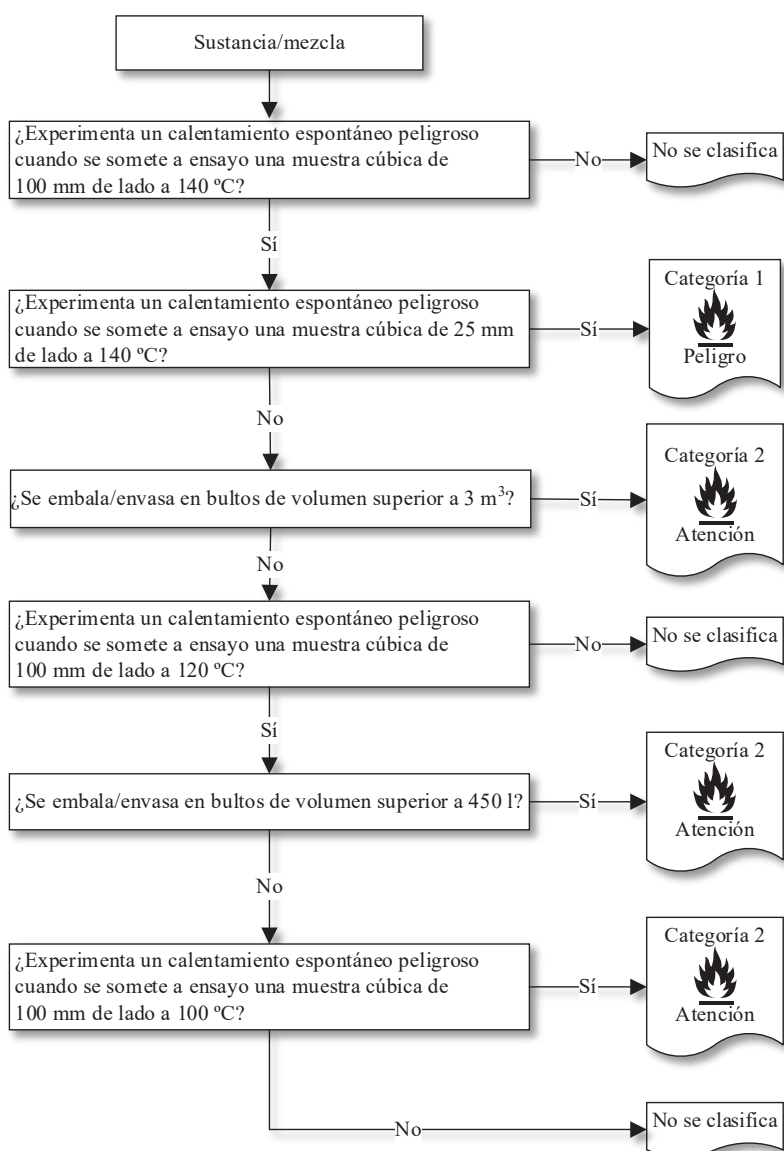 Sustancia/mezcla
¿Experimenta un calentamiento espontáneo peligroso
cuando se somete a ensayo una muestra cúbica de
100 mm de lado a 140 ºC?
No
No se clasifica
Sí
¿Experimenta un calentamiento espontáneo peligroso
cuando se somete a ensayo una muestra cúbica de 25 mm
de lado a 140 ºC?
Sí
Categoría 1
Peligro
No
¿Se embala/envasa en bultos de volumen superior a 3 m³?
Sí
Categoría 2
Atención
No
¿Experimenta un calentamiento espontáneo peligroso
cuando se somete a ensayo una muestra cúbica de
100 mm de lado a 120 ºC?
No
No se clasifica
Sí
¿Se embala/envasa en bultos de volumen superior a 450 l?
Sí
Categoría 2
Atención
No
¿Experimenta un calentamiento espontáneo peligroso
cuando se somete a ensayo una muestra cúbica de
100 mm de lado a 100 ºC?
Sí
Categoría 2
Atención
No
No se clasifica